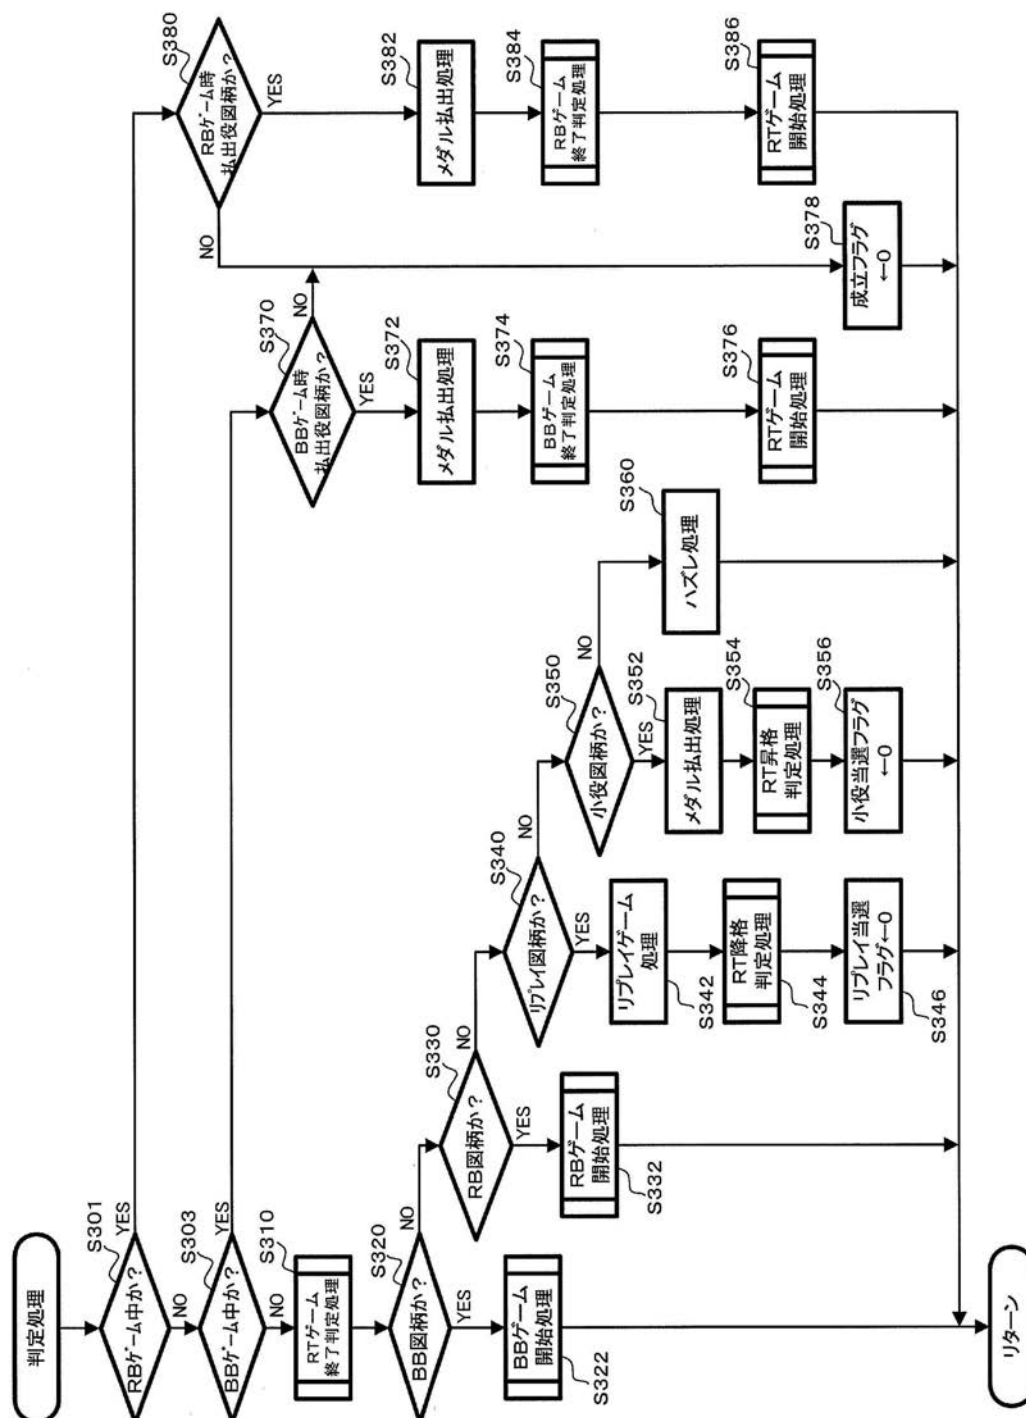 判定処理
S301
RBゲーム中か？
YES
NO
S303
BBゲーム中か？
YES
NO
S310
RTゲーム
終了判定処理
S320
BB図柄か？
NO
YES
BBゲーム
開始処理
S322
S330
RB図柄か？
NO
YES
RBゲーム
開始処理
S332
S340
リプレイ図柄か？
NO
YES
リプレイゲーム
処理
S342
RT降格
判定処理
S344
リプレイ当選
フラグ←0
S346
S350
小役図柄か？
NO
YES
S352
メダル払出処理
S354
RT昇格
判定処理
S356
小役当選フラグ
←0
S360
ハズレ処理
S370
BBゲーム時
払出役図柄か？
NO
YES
S372
メダル払出処理
S374
BBゲーム
終了判定処理
S376
RTゲーム
開始処理
S378
成立フラグ
←0
S380
RBゲーム時
払出役図柄か？
NO
YES
S382
メダル払出処理
S384
RBゲーム
終了判定処理
S386
RTゲーム
開始処理
リターン